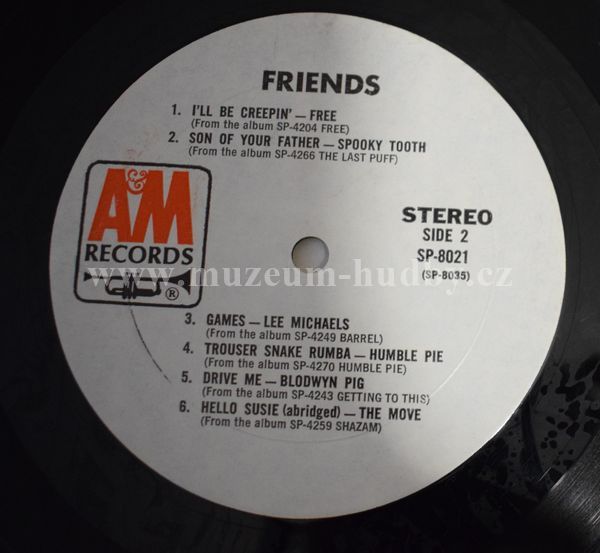 FRIENDS
1. I'LL BE CREEPIN' — FREE
(From the album SP-4204 FREE)
2. SON OF YOUR FATHER — SPOOKY TOOTH
(From the album SP-4266 THE LAST PUFF)
A&M
RECORDS
®
STEREO
SIDE 2
SP-8021
(SP-8035)
www.muzeum-hudby.cz
3. GAMES — LEE MICHAELS
(From the album SP-4249 BARREL)
4. TROUSER SNAKE RUMBA — HUMBLE PIE
(From the album SP-4270 HUMBLE PIE)
5. DRIVE ME — BLODWYN PIG
(From the album SP-4243 GETTING TO THIS)
6. HELLO SUSIE (abridged) — THE MOVE
(From the album SP-4259 SHAZAM)